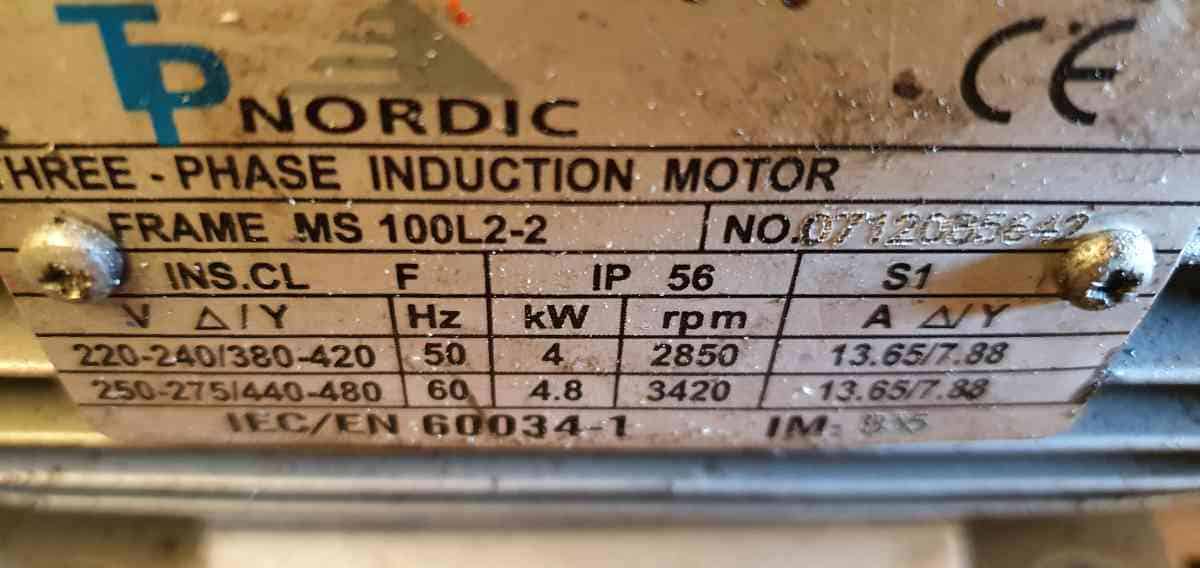 TP
NORDIC CE
THREE - PHASE INDUCTION MOTOR
FRAME MS 100L2-2 NO.
INS.CL F IP 56 S1
V Δ/Y Hz kW rpm A Δ/Y
220-240/380-420 50 4 2850 13.65/7.88
250-275/440-480 60 4.8 3420 13.65/7.88
IEC/EN 60034-1 IM: